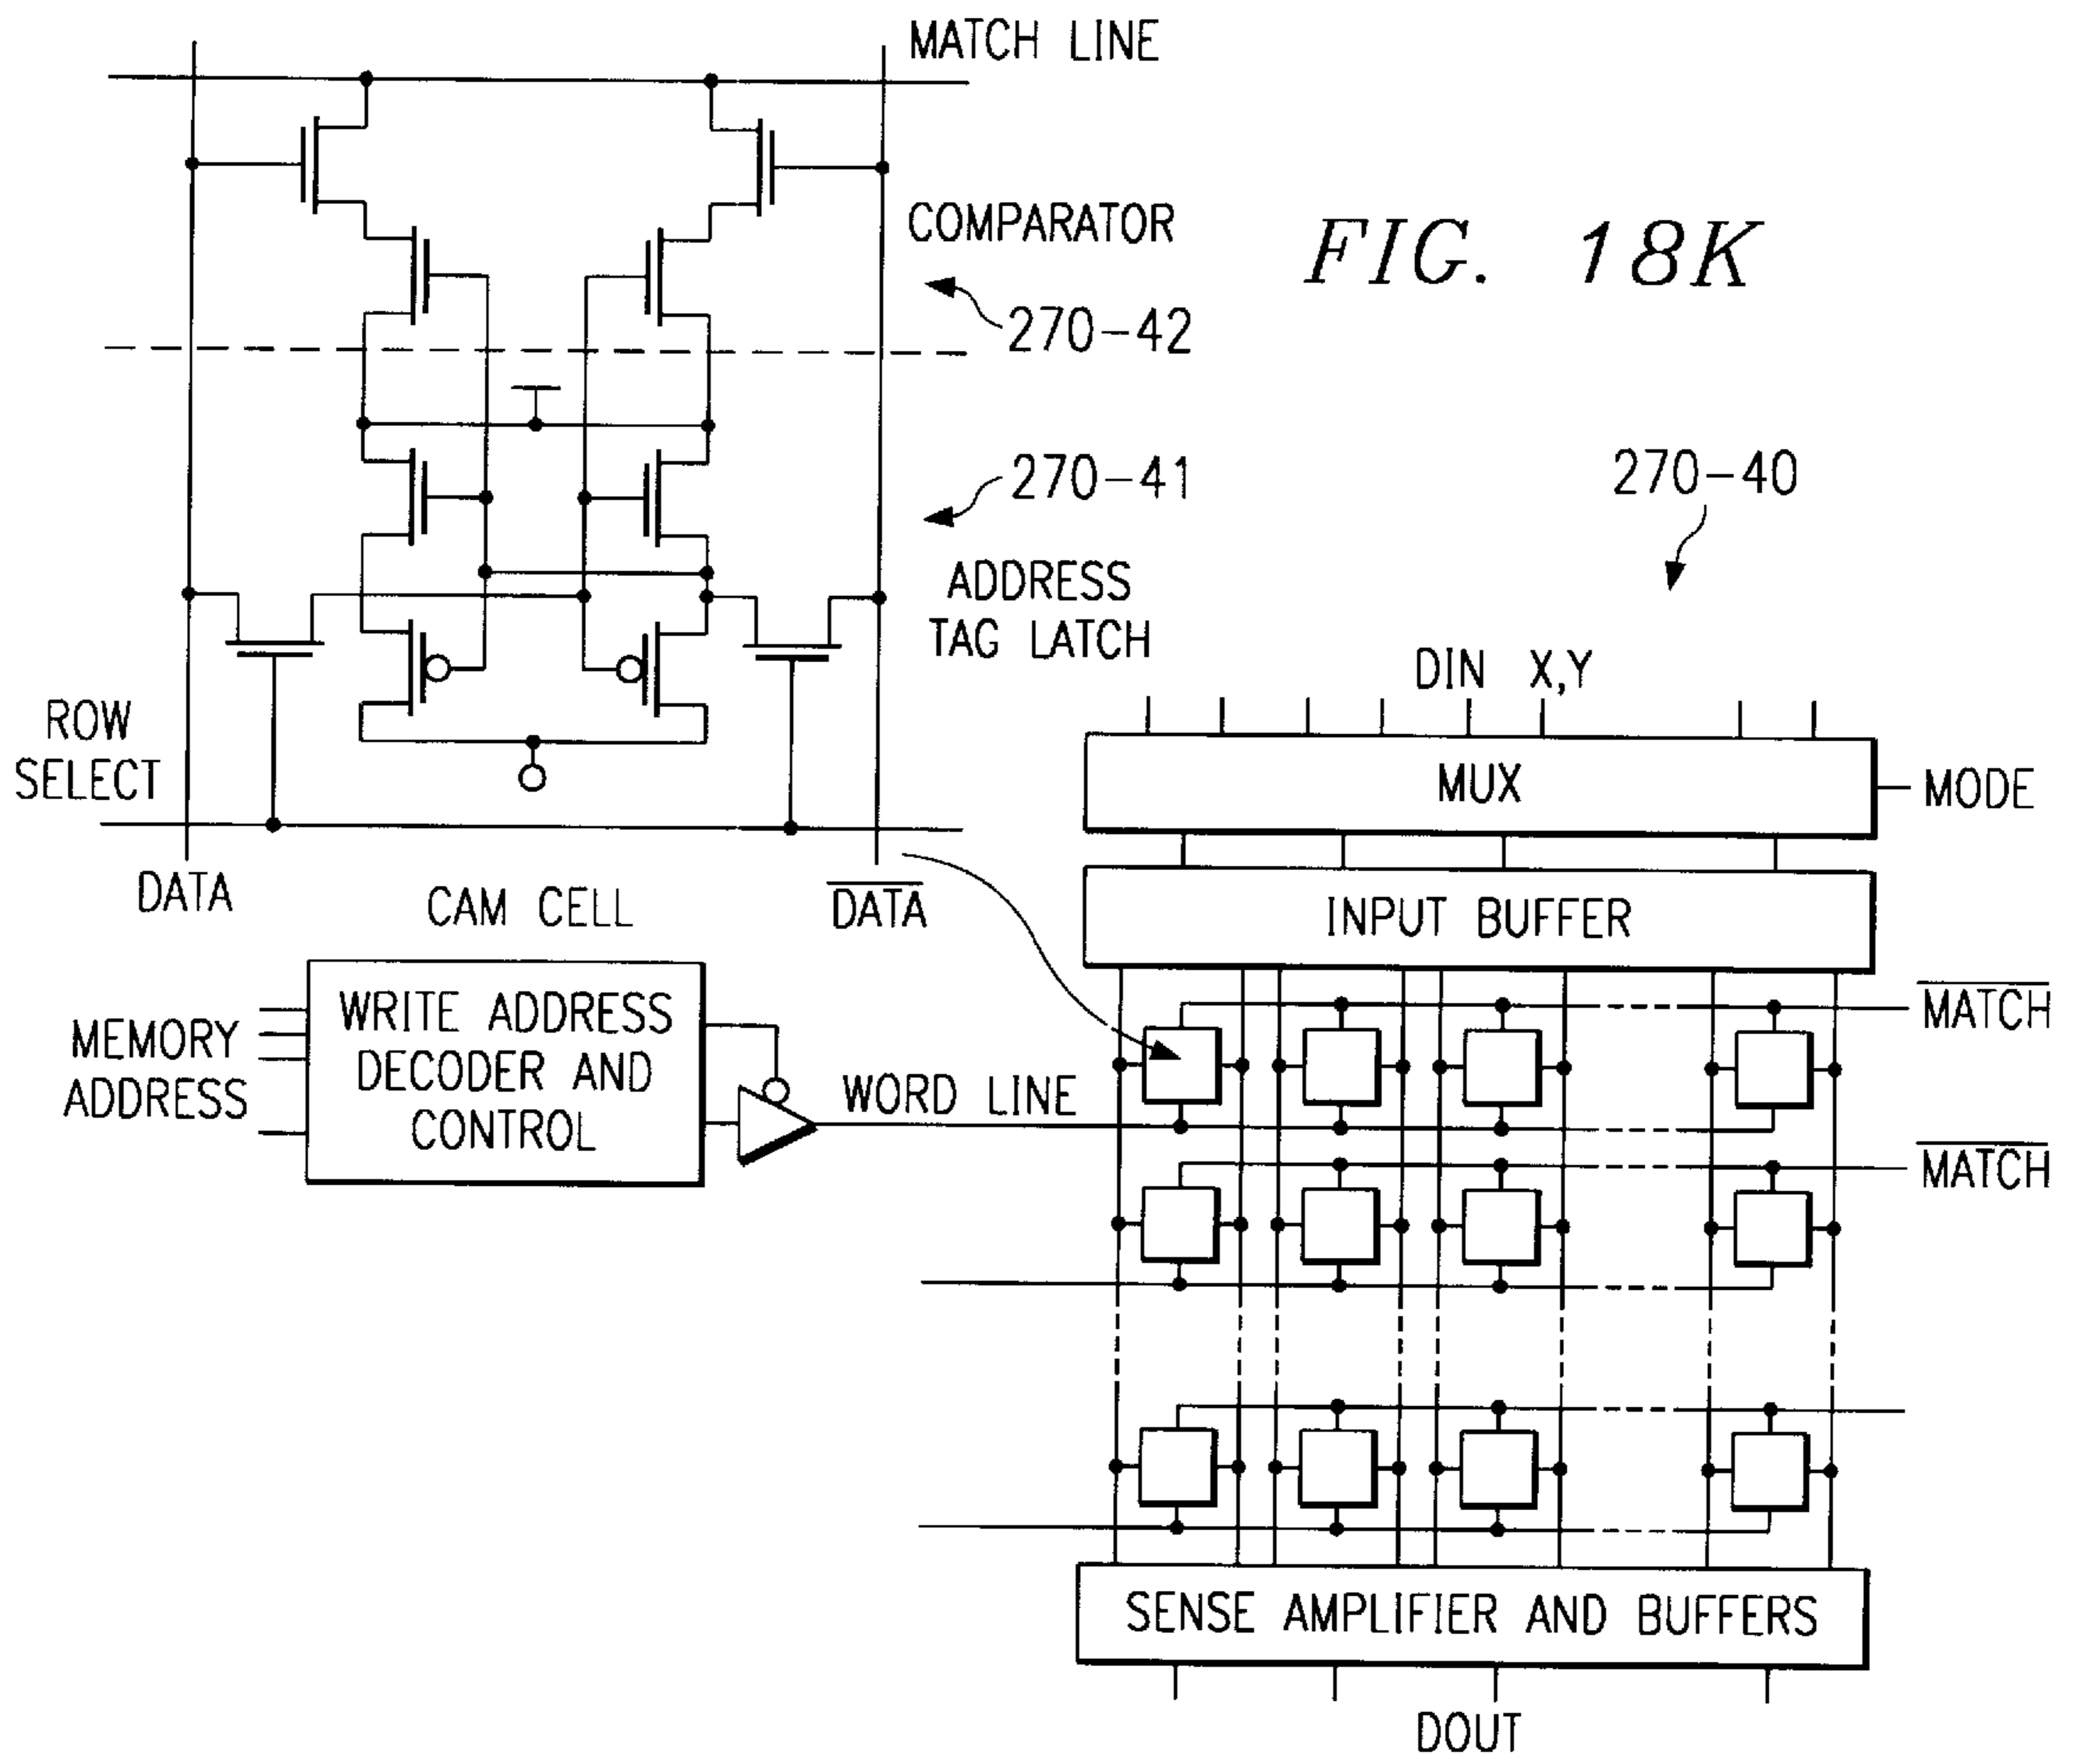 MATCH LINE
COMPARATOR
270-42
FIG. 18K
270-41
270-40
ADDRESS
TAG LATCH
ROW
SELECT
DATA
CAM CELL
DATA
DIN X,Y
MUX
MODE
INPUT BUFFER
MEMORY
ADDRESS
WRITE ADDRESS
DECODER AND
CONTROL
WORD LINE
MATCH
MATCH
SENSE AMPLIFIER AND BUFFERS
DOUT